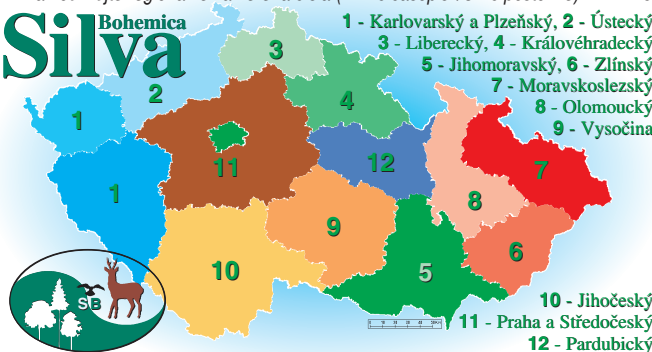 Bohemica
Silva
1 - Karlovarský a Plzeňský, 2 - Ústecký
3 - Liberecký, 4 - Královéhradecký
5 - Jihomoravský, 6 - Zlínský
7 - Moravskoslezský
8 - Olomoucký
9 - Vysočina
3
2
1
4
11
12
7
1
8
9
6
10
5
SB
10 - Jihočeský
11 - Praha a Středočeský
12 - Pardubický